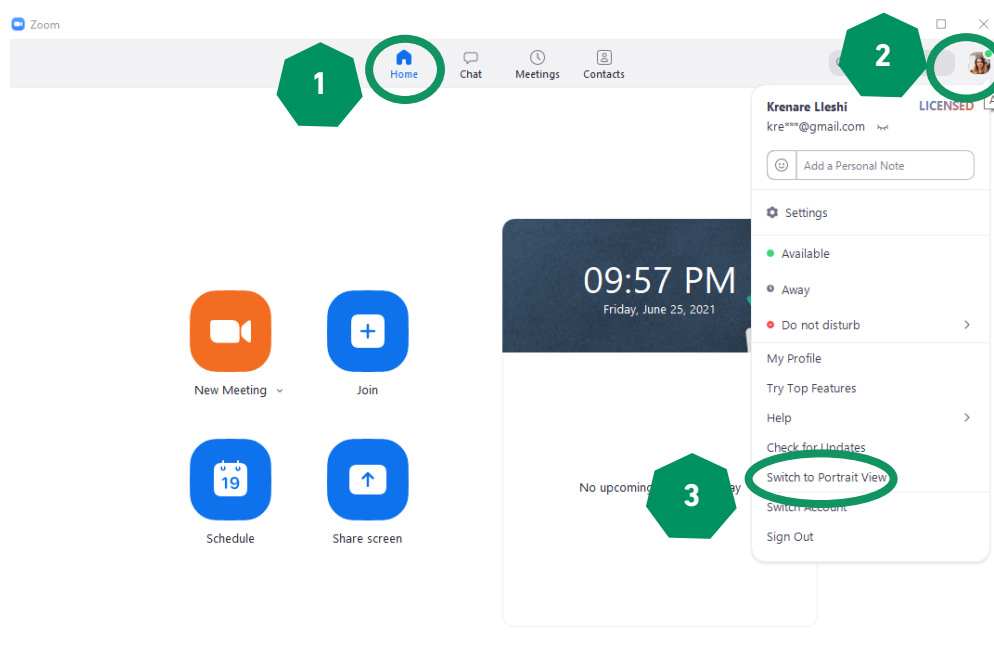 Zoom
1
2
Home
Chat
Meetings
Contacts
Krenare Lleshi
LICENSED
kre***@gmail.com
Add a Personal Note
Settings
Available
Away
Do not disturb
My Profile
Try Top Features
Help
Check for Updates
Switch to Portrait View
Switch Account
Sign Out
09:57 PM
Friday, June 25, 2021
New Meeting
Join
19
Schedule
Share screen
No upcoming
3